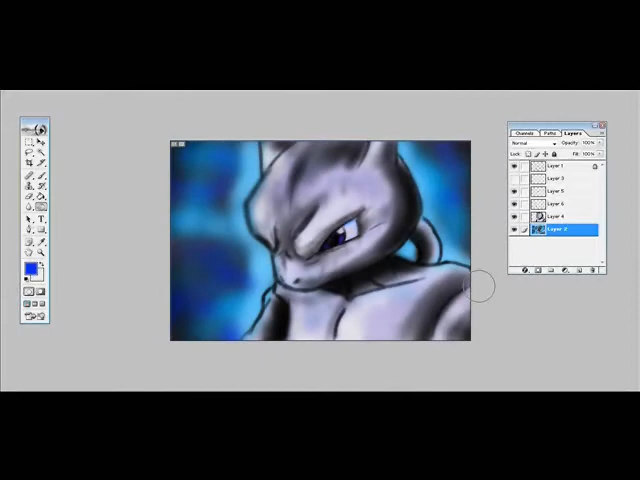 Channels Paths Layers
Normal Opacity: 100%
Lock: Fill: 100%
Layer 1
Layer 3
Layer 5
Layer 6
Layer 4
Layer 2
T